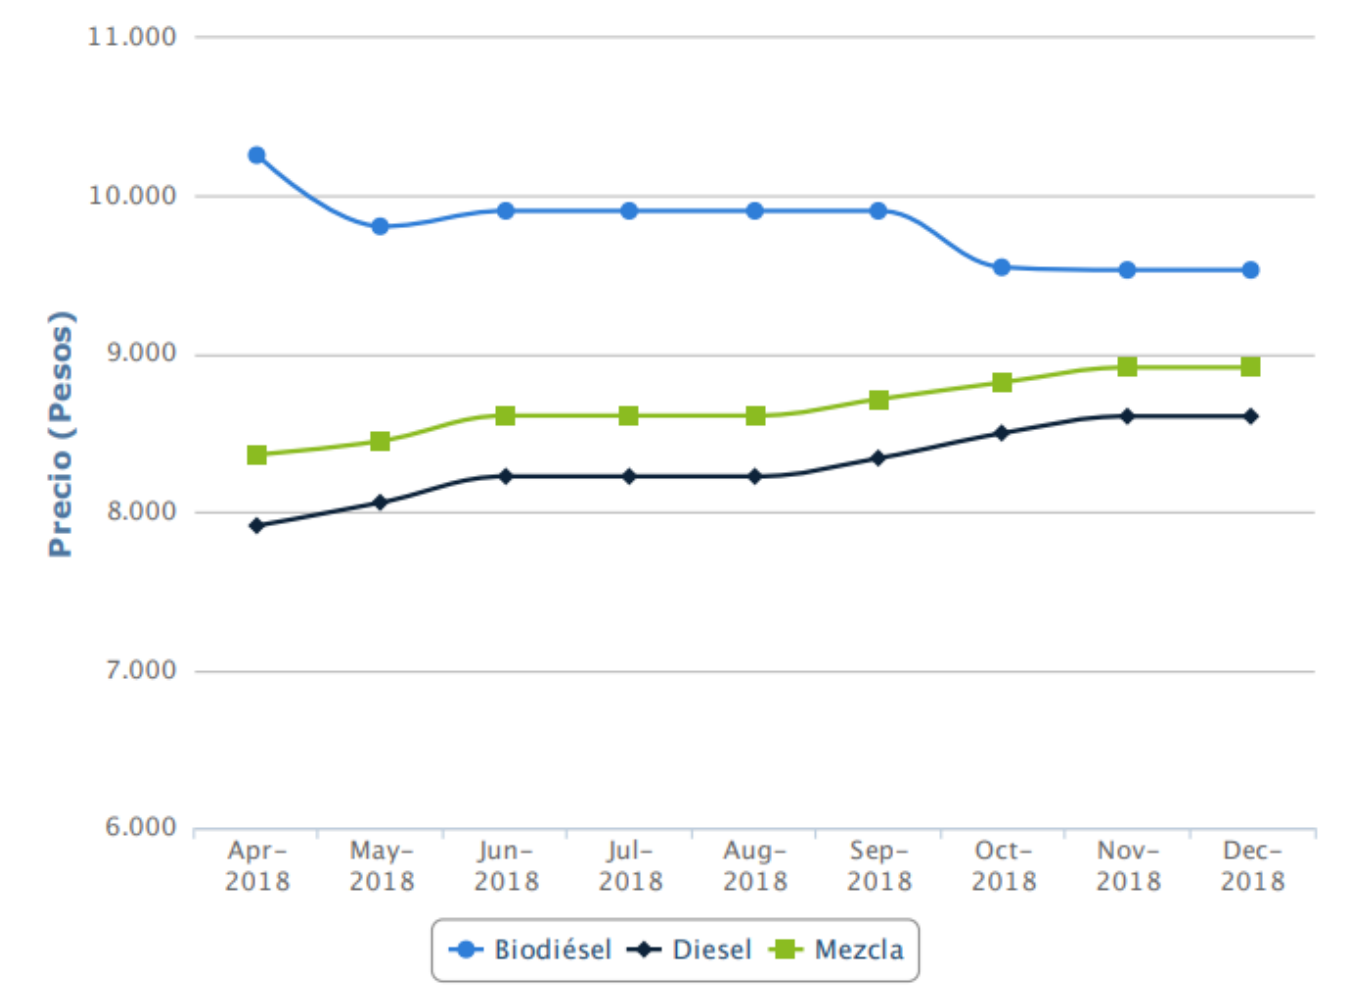 11.000
10.000
9.000
8.000
7.000
6.000
Precio (Pesos)
Apr-
2018
May-
2018
Jun-
2018
Jul-
2018
Aug-
2018
Sep-
2018
Oct-
2018
Nov-
2018
Dec-
2018
Biodiésel Diesel Mezcla